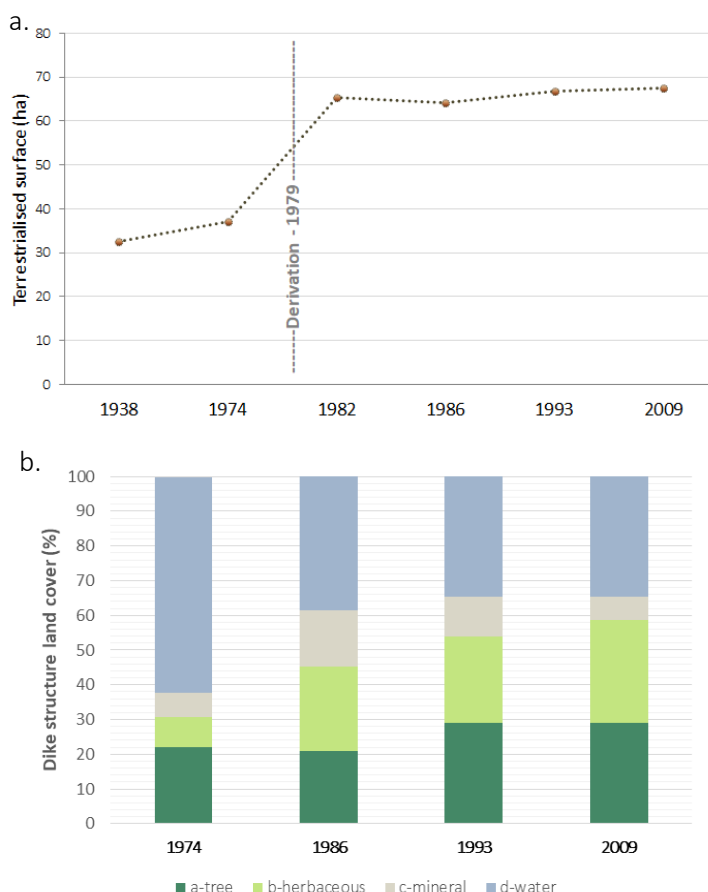 a.
Terrestrialised surface (ha)
80
70
60
50
40
30
20
10
0
Derivation - 1979
1938 1974 1982 1986 1993 2009
b.
Dike structure land cover (%)
100
90
80
70
60
50
40
30
20
10
0
1974 1986 1993 2009
a-tree b-herbaceous c-mineral d-water